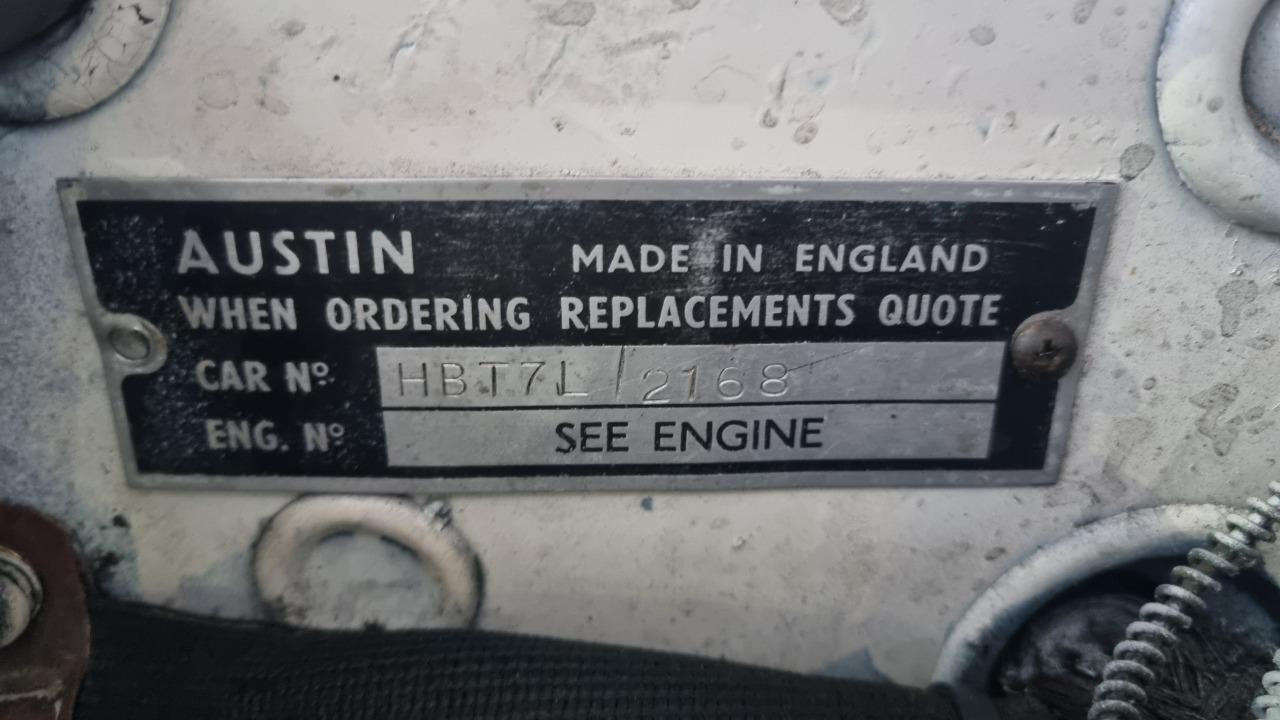 AUSTIN MADE IN ENGLAND
WHEN ORDERING REPLACEMENTS QUOTE
CAR Nº HBT7L/2168
ENG. Nº SEE ENGINE